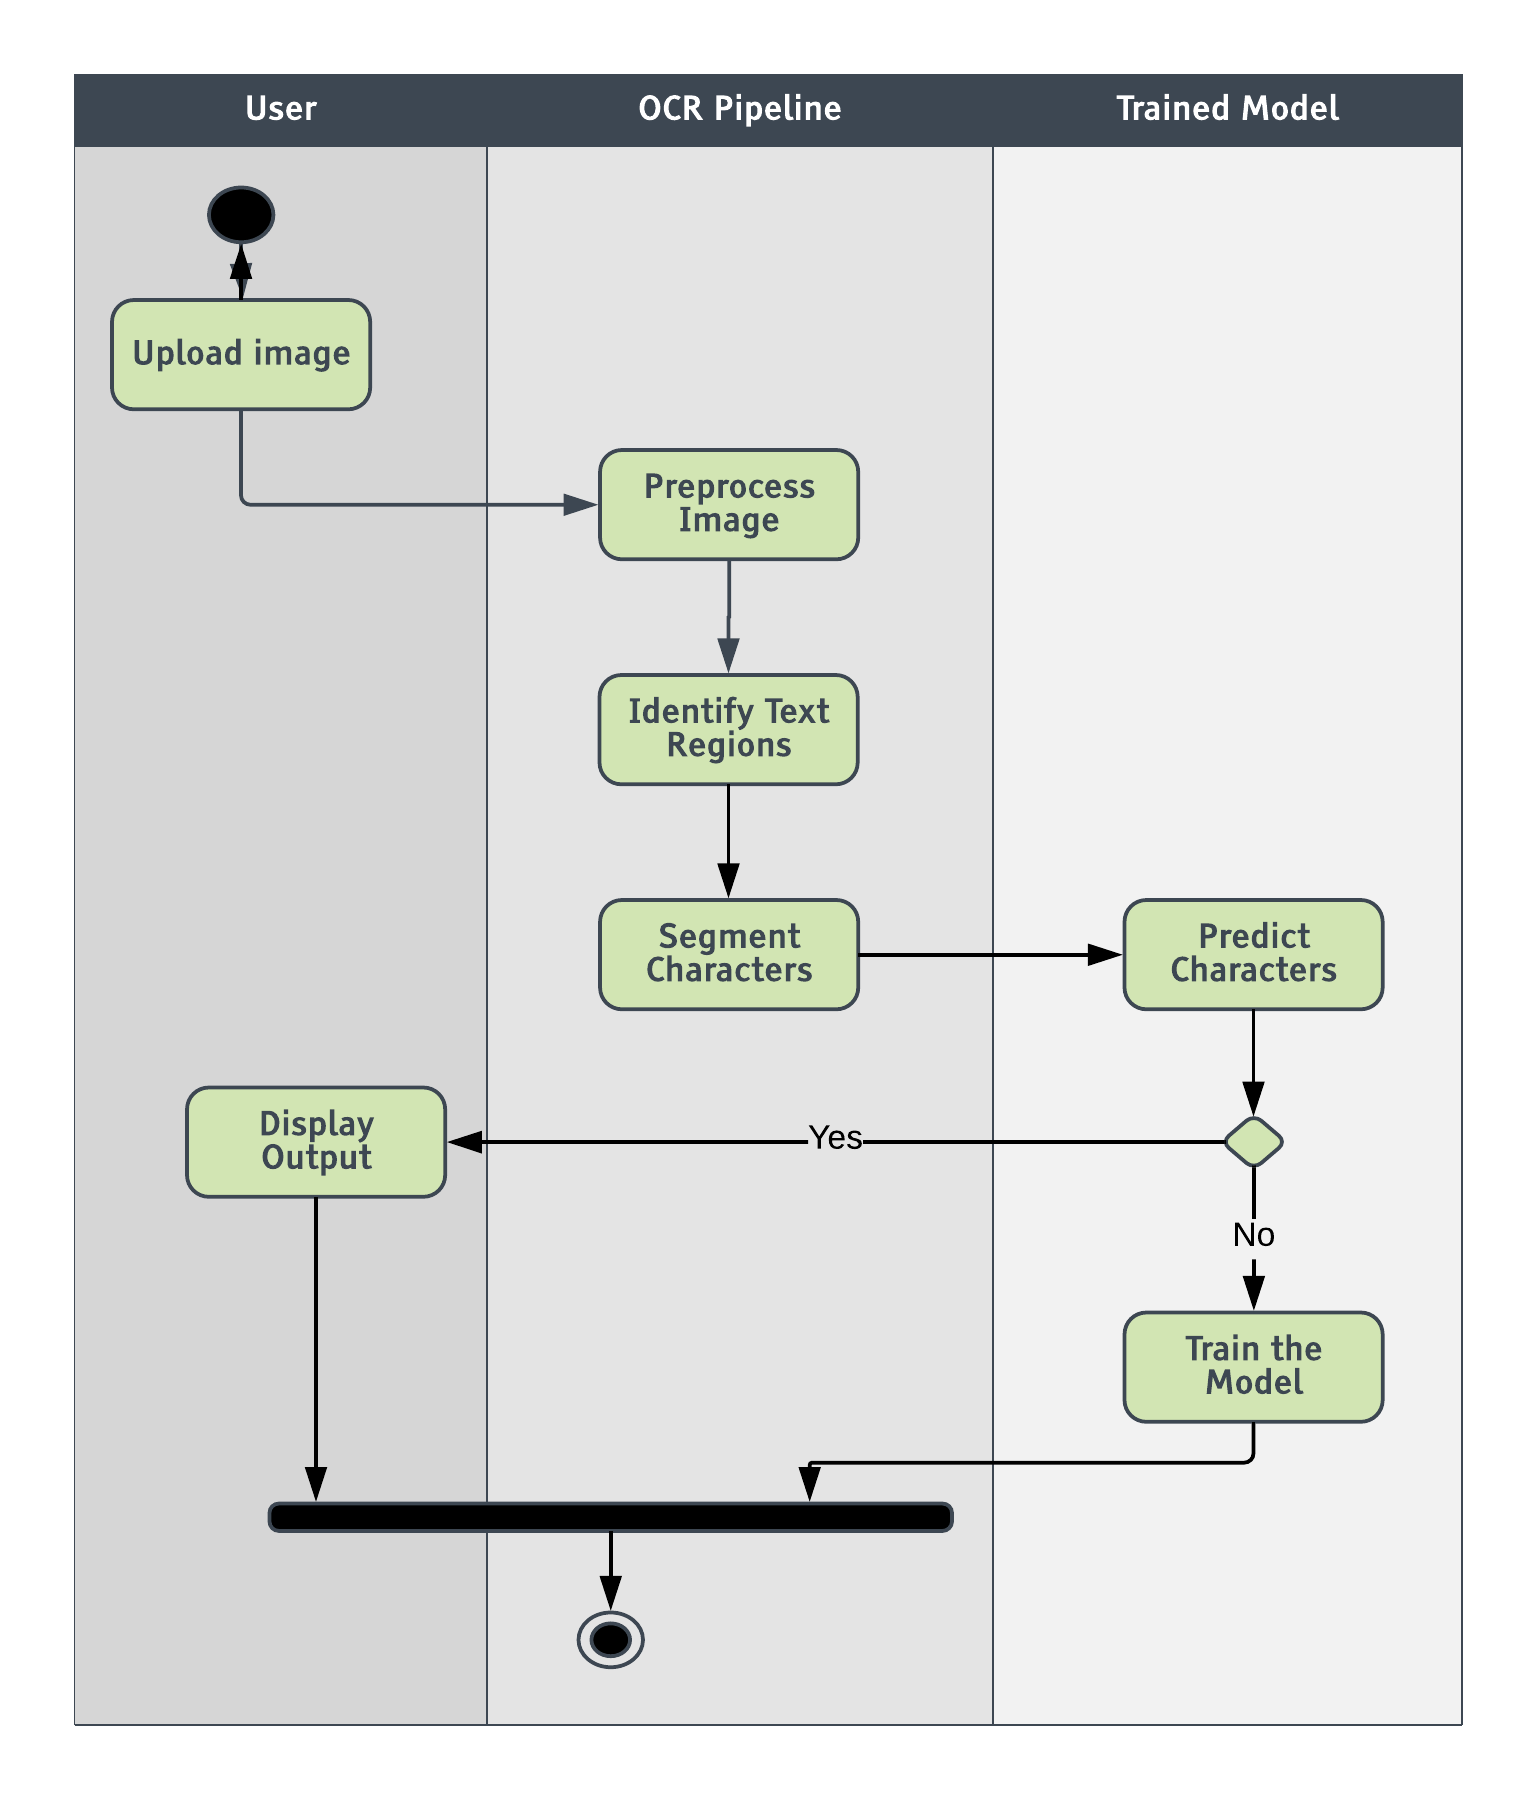 User
OCR Pipeline
Trained Model
Upload image
Preprocess
Image
Identify Text
Regions
Segment
Characters
Predict
Characters
Display
Output
Yes
No
Train the
Model